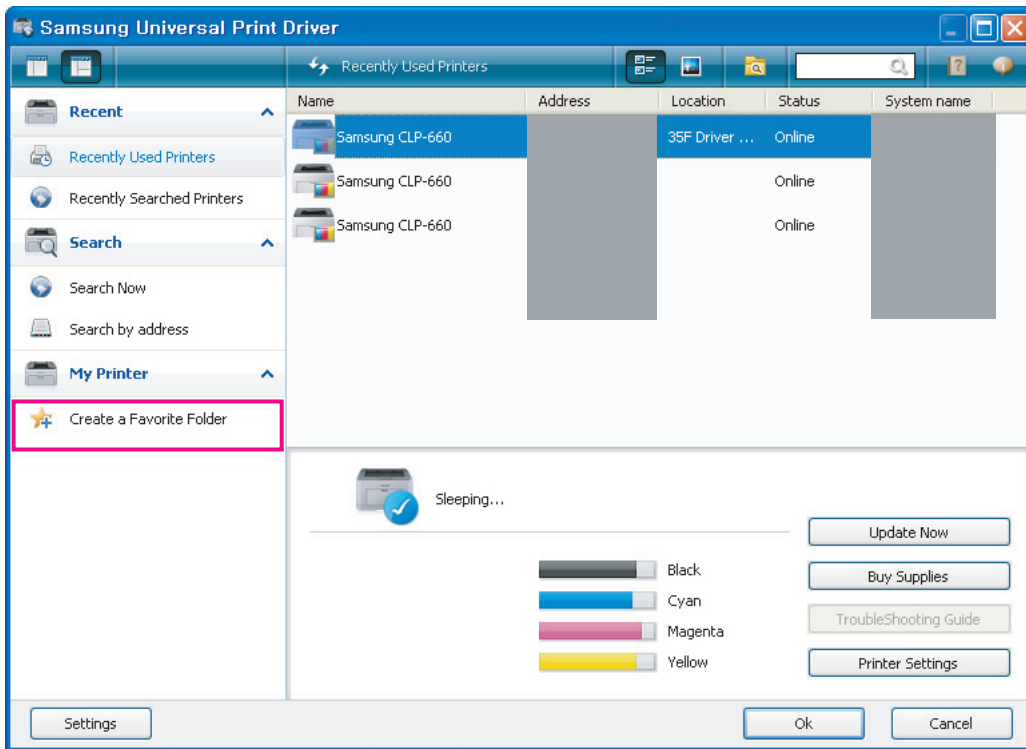 Samsung Universal Print Driver
Recently Used Printers
?
Recent
Recently Used Printers
Recently Searched Printers
Search
Search Now
Search by address
My Printer
Create a Favorite Folder
Name Address Location Status System name
Samsung CLP-660 35F Driver ... Online
Samsung CLP-660 Online
Samsung CLP-660 Online
Sleeping...
Black
Cyan
Magenta
Yellow
Update Now
Buy Supplies
TroubleShooting Guide
Printer Settings
Settings
Ok
Cancel